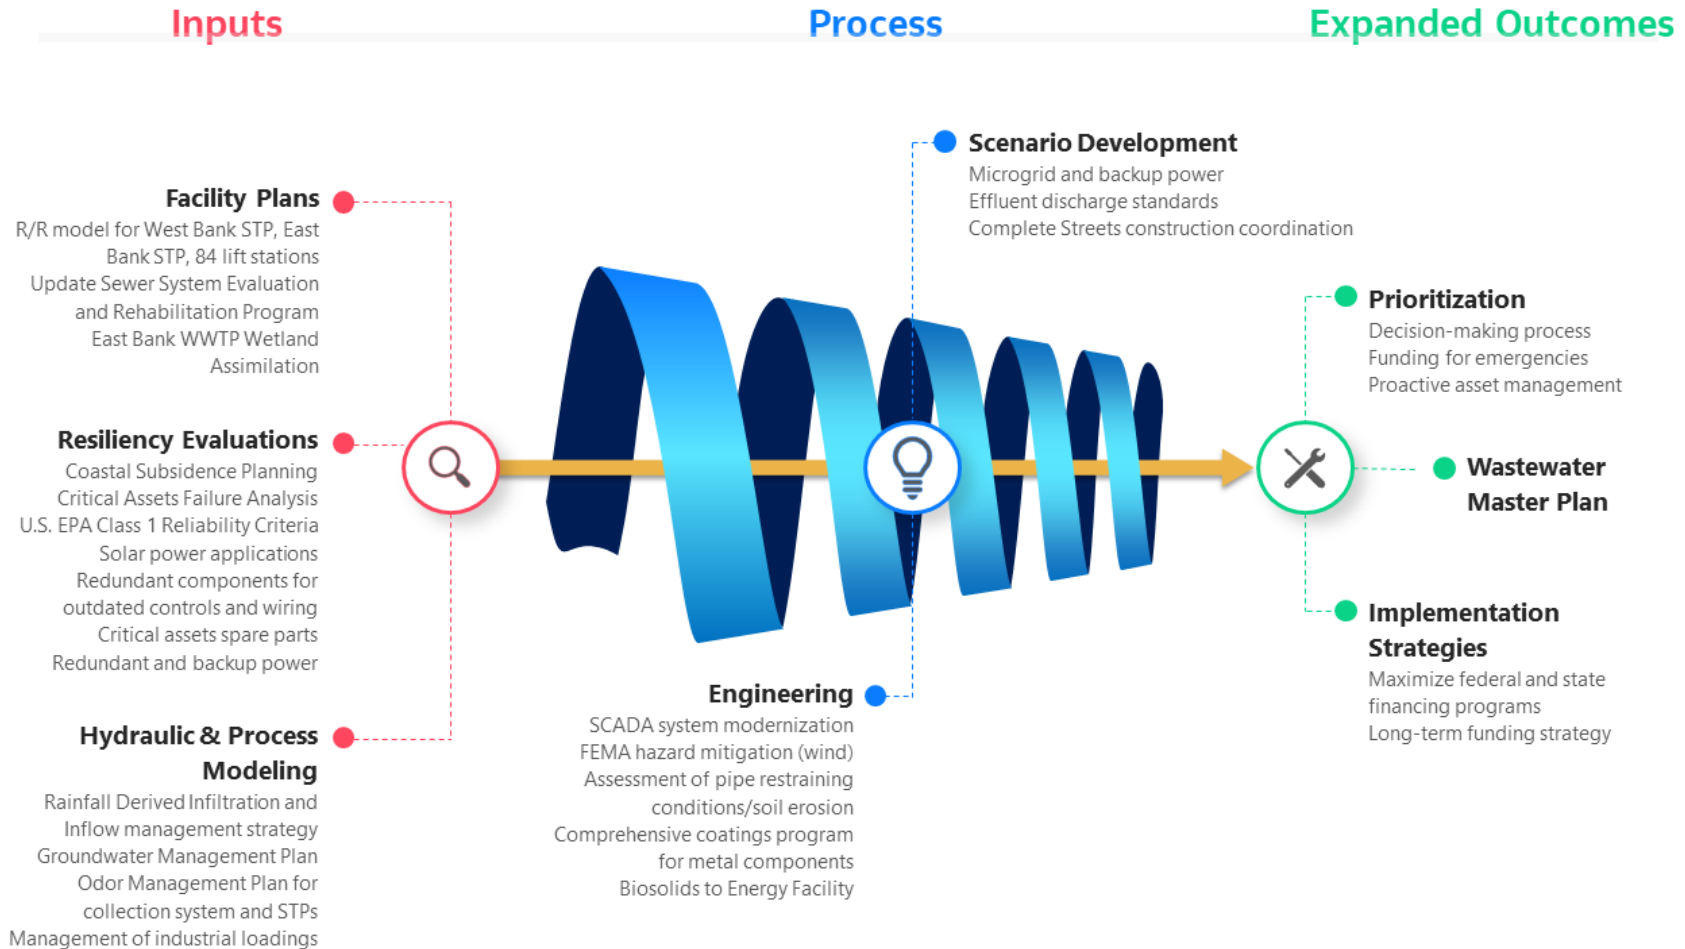 Inputs
Process
Expanded Outcomes
Facility Plans
R/R model for West Bank STP, East
Bank STP, 84 lift stations
Update Sewer System Evaluation
and Rehabilitation Program
East Bank WWTP Wetland
Assimilation
Resiliency Evaluations
Coastal Subsidence Planning
Critical Assets Failure Analysis
U.S. EPA Class 1 Reliability Criteria
Solar power applications
Redundant components for
outdated controls and wiring
Critical assets spare parts
Redundant and backup power
Hydraulic & Process
Modeling
Rainfall Derived Infiltration and
Inflow management strategy
Groundwater Management Plan
Odor Management Plan for
collection system and STPs
Management of industrial loadings
Scenario Development
Microgrid and backup power
Effluent discharge standards
Complete Streets construction coordination
Engineering
SCADA system modernization
FEMA hazard mitigation (wind)
Assessment of pipe restraining
conditions/soil erosion
Comprehensive coatings program
for metal components
Biosolids to Energy Facility
Prioritization
Decision-making process
Funding for emergencies
Proactive asset management
Wastewater
Master Plan
Implementation
Strategies
Maximize federal and state
financing programs
Long-term funding strategy